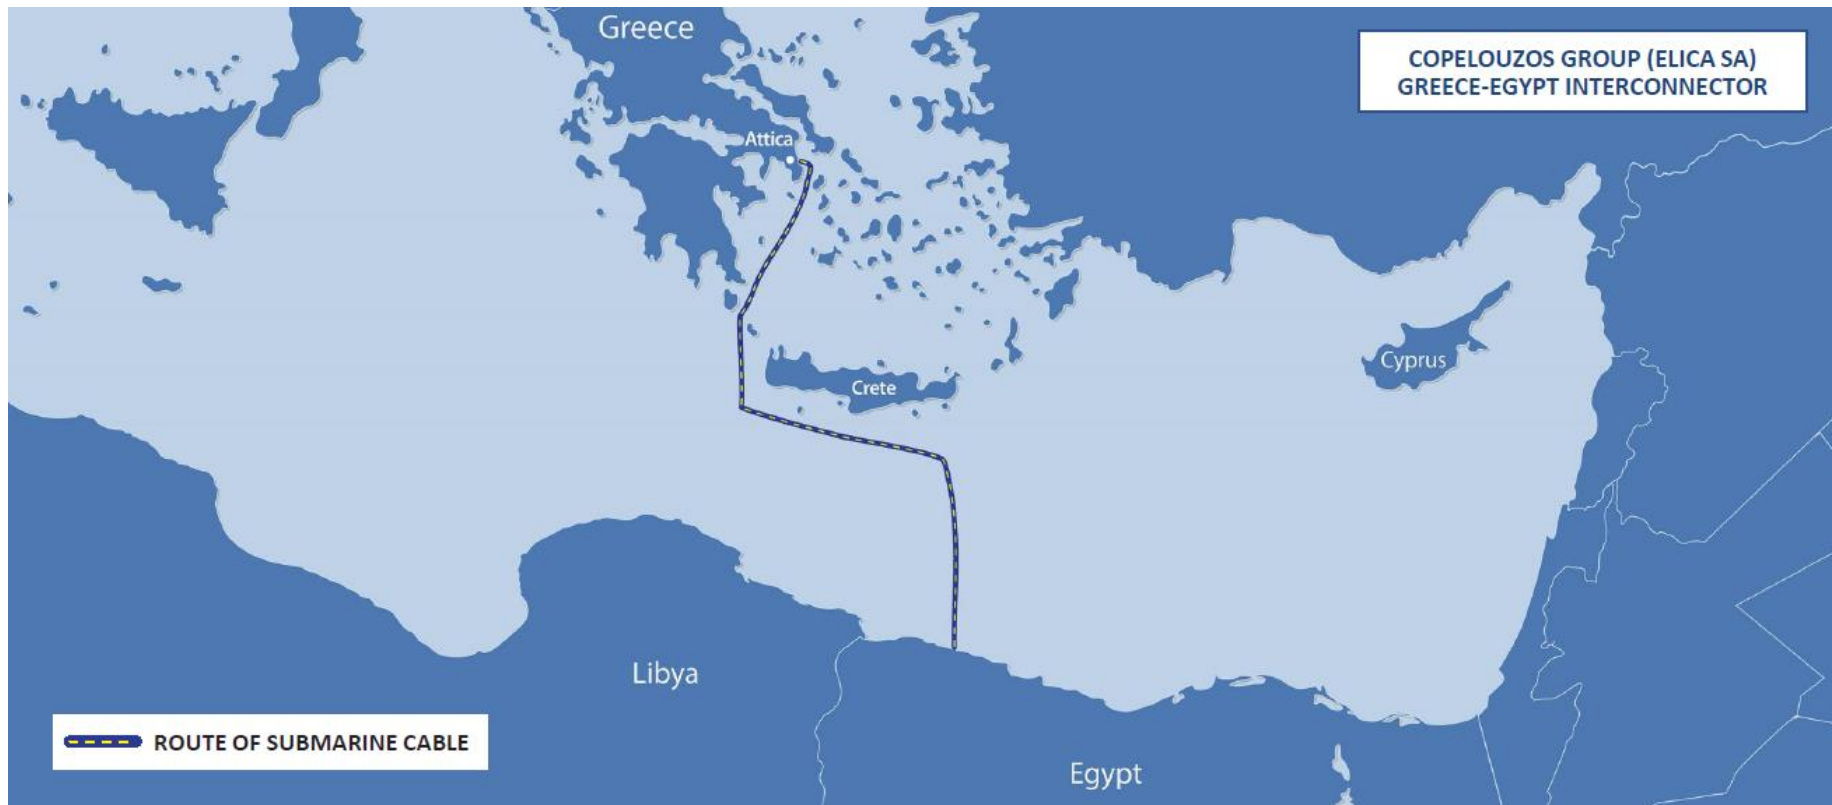 Greece
COPELOUZOS GROUP (ELICA SA)
GREECE-EGYPT INTERCONNECTOR
Attica
Cyprus
Crete
Libya
ROUTE OF SUBMARINE CABLE
Egypt